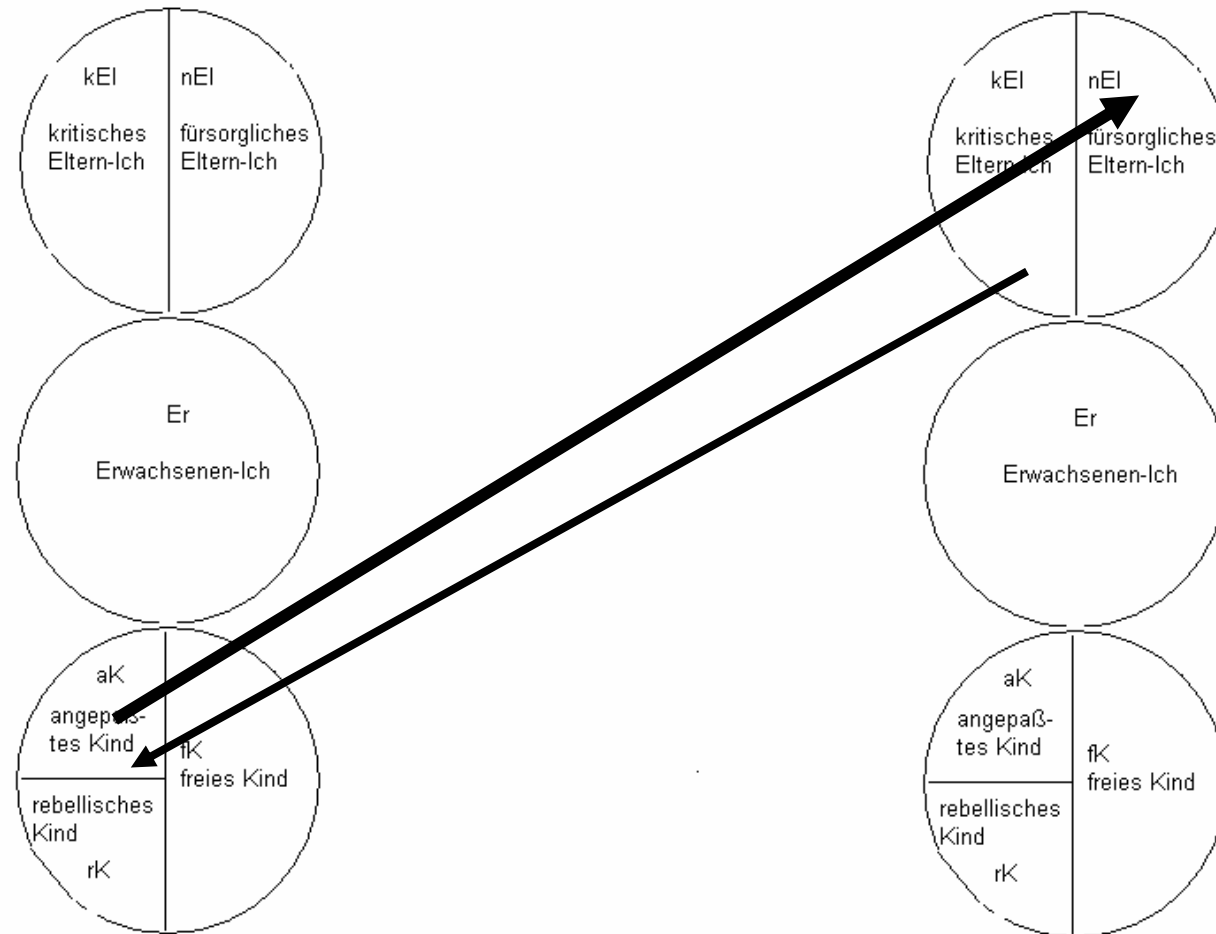 kEl
nEl
kritisches
Eltern-Ich
fürsorgliches
Eltern-Ich
kEl
nEl
kritisches
Eltern-Ich
fürsorgliches
Eltern-Ich
Er
Erwachsenen-Ich
Er
Erwachsenen-Ich
aK
angepaß-
tes Kind
fK
freies Kind
rebellisches
Kind
rK
aK
angepaß-
tes Kind
fK
freies Kind
rebellisches
Kind
rK